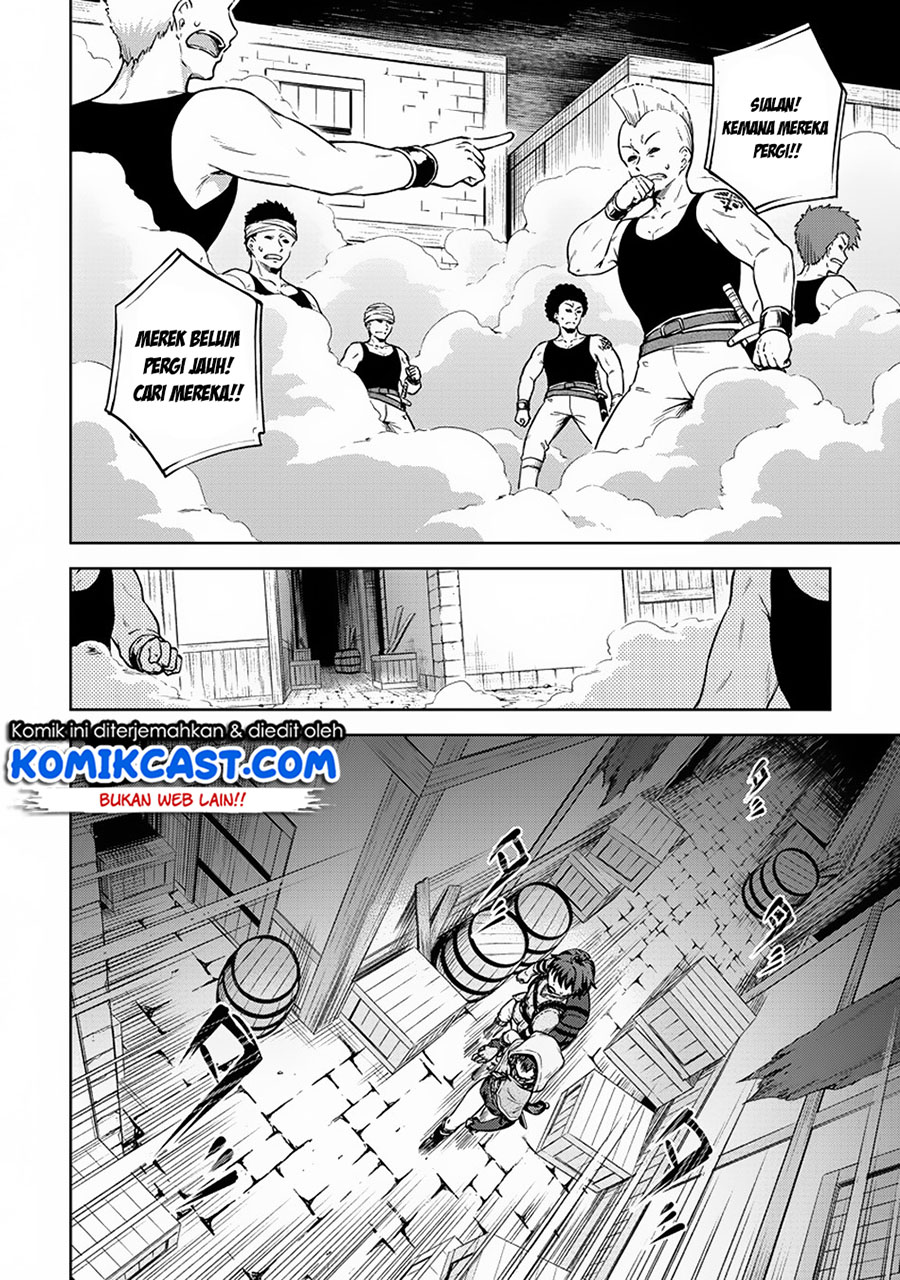 SIALAN!
KEMANA MEREKA
PERGI!!
MEREK BELUM
PERGI JAUH!
CARI MEREKA!!
Komik ini diterjemahkan & diedit oleh
KOMIKCAST.COM
BUKAN WEB LAIN!!